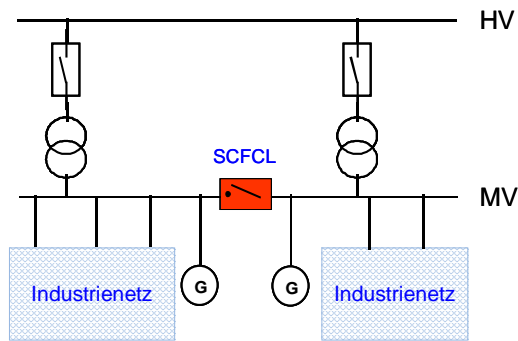 HV
SCFCL
MV
G
G
Industrienetz
Industrienetz